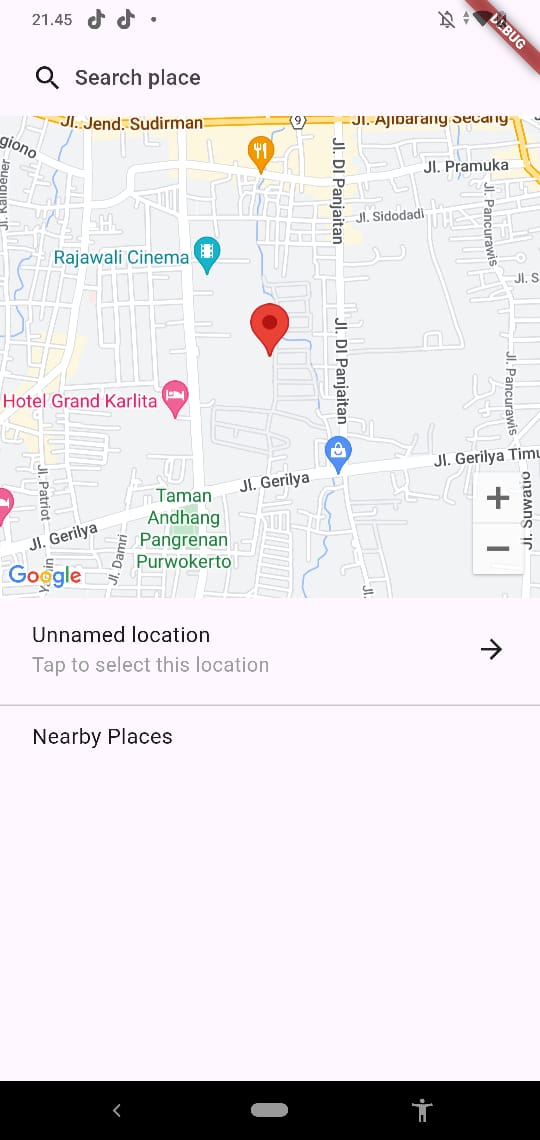 21.45
DEBUG
Search place
Jl. Jend. Sudirman
9
Jl. Ajibarang Secang
giono
Jl. Kalibener
Jl. DI Panjaitan
Jl. Pramuka
Jl. Pancurawis
Jl. Sidodadi
Rajawali Cinema
Jl. S
Jl. DI Panjaitan
Jl. Pancurawis
Hotel Grand Karlita
Jl. Gerilya Timu
Jl. Patriot
Jl. Gerilya
Taman
Andhang
Pangrenan
Purwokerto
+
Jl. Gerilya
Jl. Damri
−
Google
Jl.
Unnamed location
Tap to select this location
Nearby Places